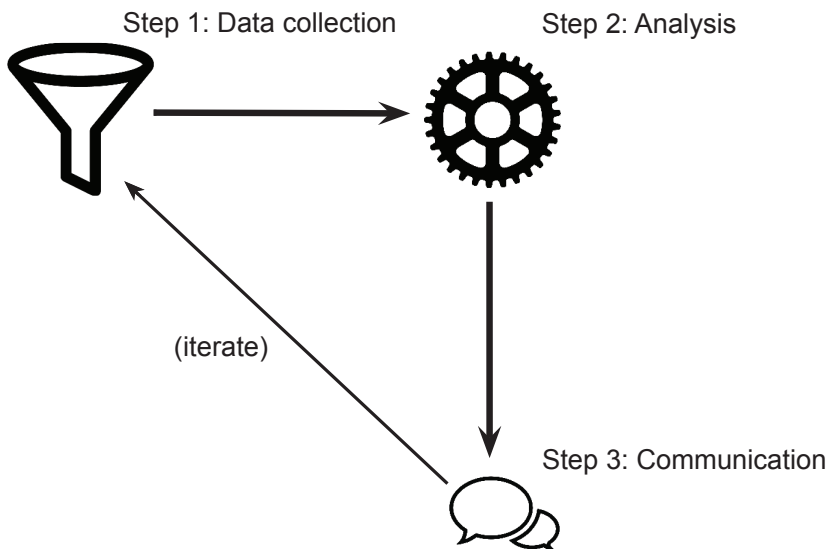 Step 1: Data collection
Step 2: Analysis
(iterate)
Step 3: Communication